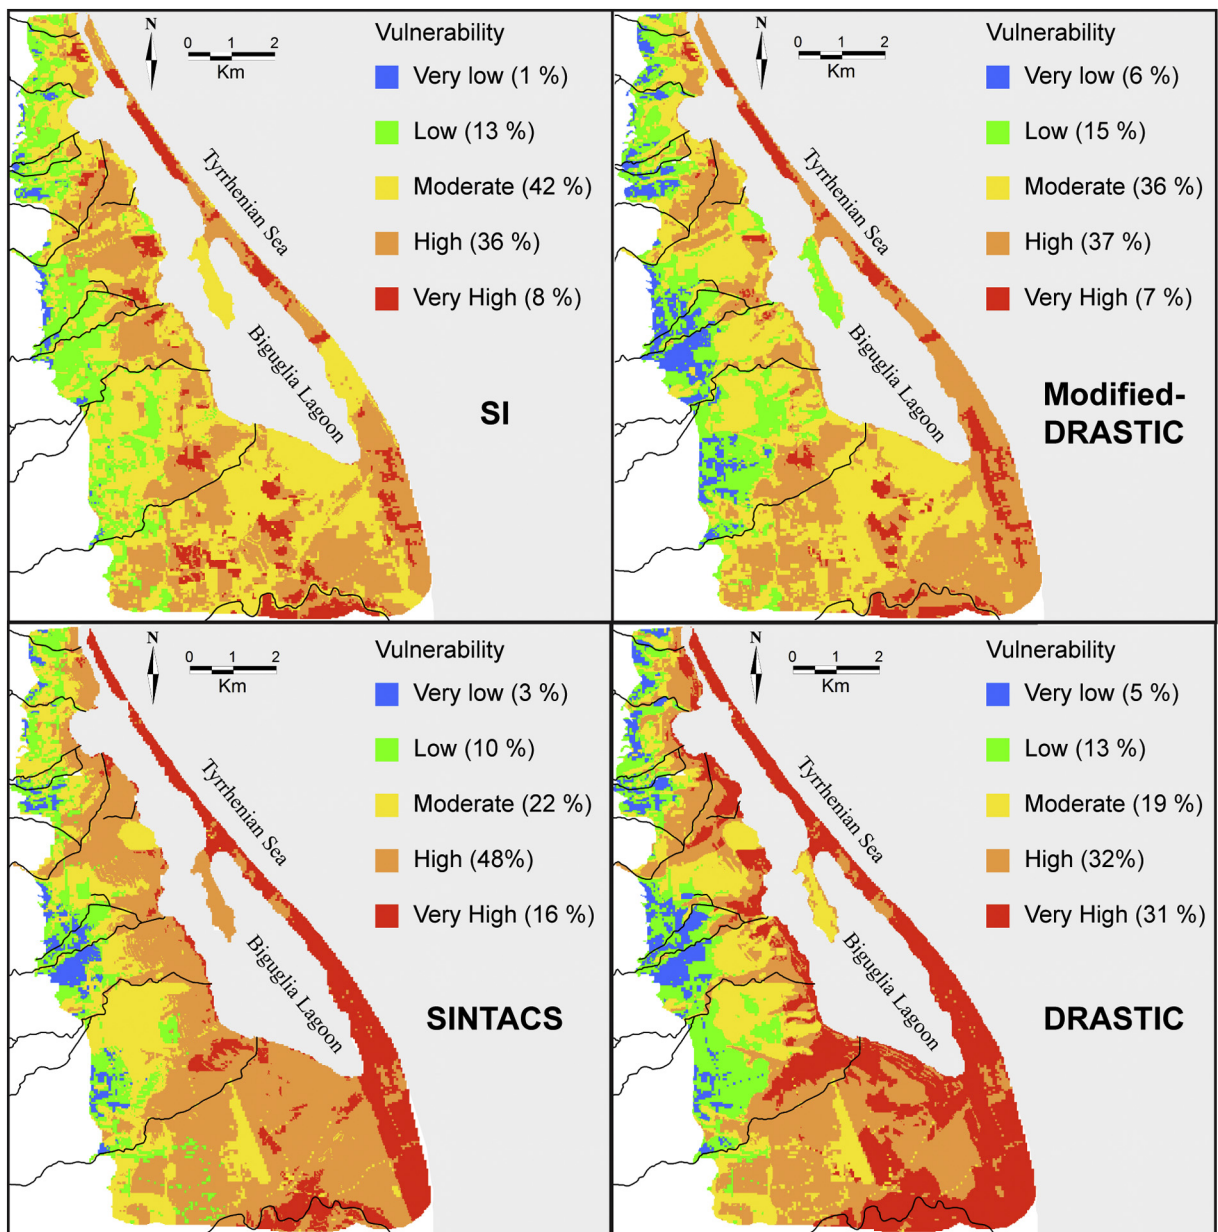 N
0 1 2
Km
Vulnerability
Very low (1 %)
Low (13 %)
Moderate (42 %)
High (36 %)
Very High (8 %)
Tyrrhenian Sea
Biguglia Lagoon
SI
N
0 1 2
Km
Vulnerability
Very low (6 %)
Low (15 %)
Moderate (36 %)
High (37 %)
Very High (7 %)
Tyrrhenian Sea
Biguglia Lagoon
Modified-
DRASTIC
N
0 1 2
Km
Vulnerability
Very low (3 %)
Low (10 %)
Moderate (22 %)
High (48%)
Very High (16 %)
Tyrrhenian Sea
Biguglia Lagoon
SINTACS
N
0 1 2
Km
Vulnerability
Very low (5 %)
Low (13 %)
Moderate (19 %)
High (32%)
Very High (31 %)
Tyrrhenian Sea
Biguglia Lagoon
DRASTIC